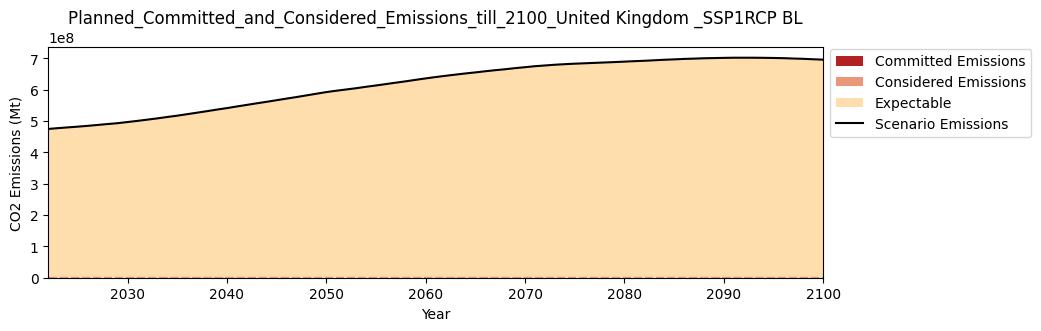 Planned_Committed_and_Considered_Emissions_till_2100_United Kingdom _SSP1RCP BL
1e8
7
6
5
4
3
2
1
0
CO2 Emissions (Mt)
2030 2040 2050 2060 2070 2080 2090 2100
Year
Committed Emissions
Considered Emissions
Expectable
Scenario Emissions